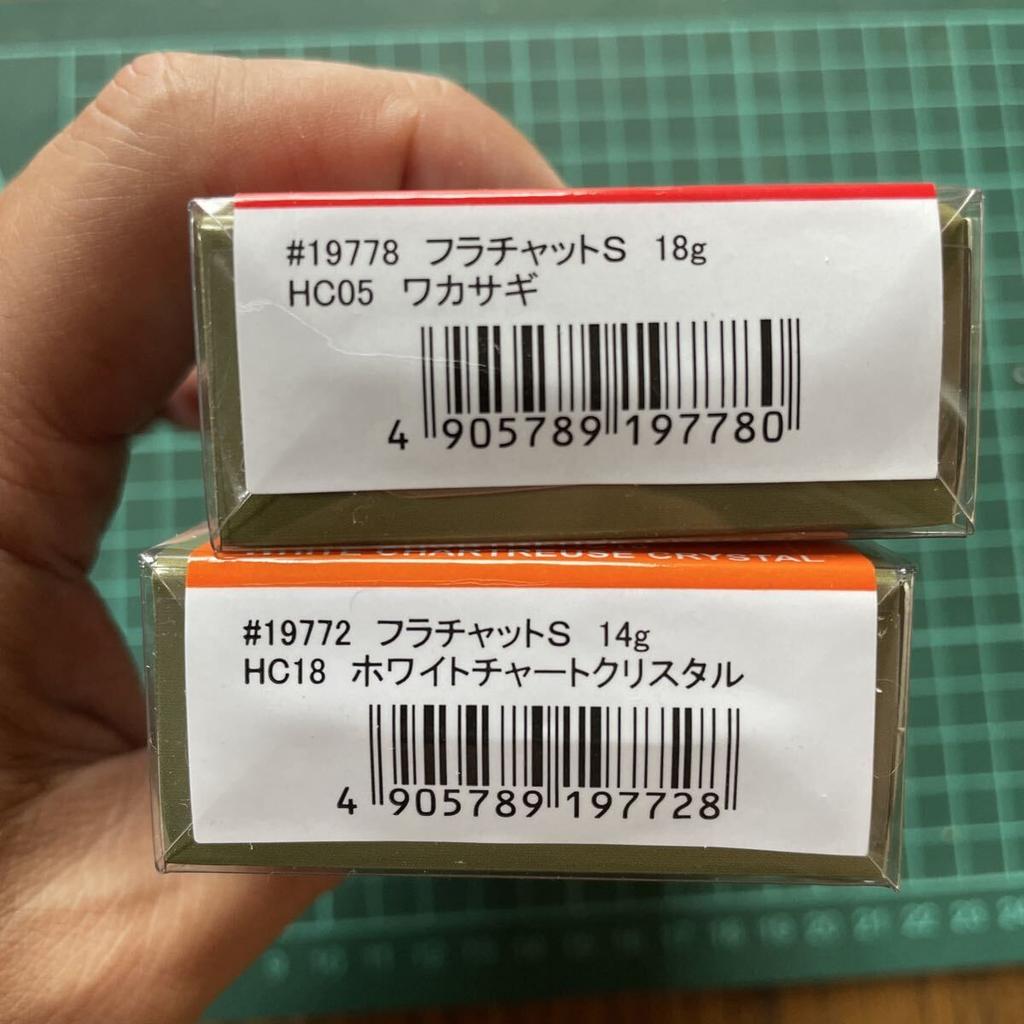 #19778 フラチャットS 18g
HC05 ワカサギ
4 905789 197780
WHITE CHARTREUSE CRYSTAL
#19772 フラチャットS 14g
HC18 ホワイトチャートクリスタル
4 905789 197728